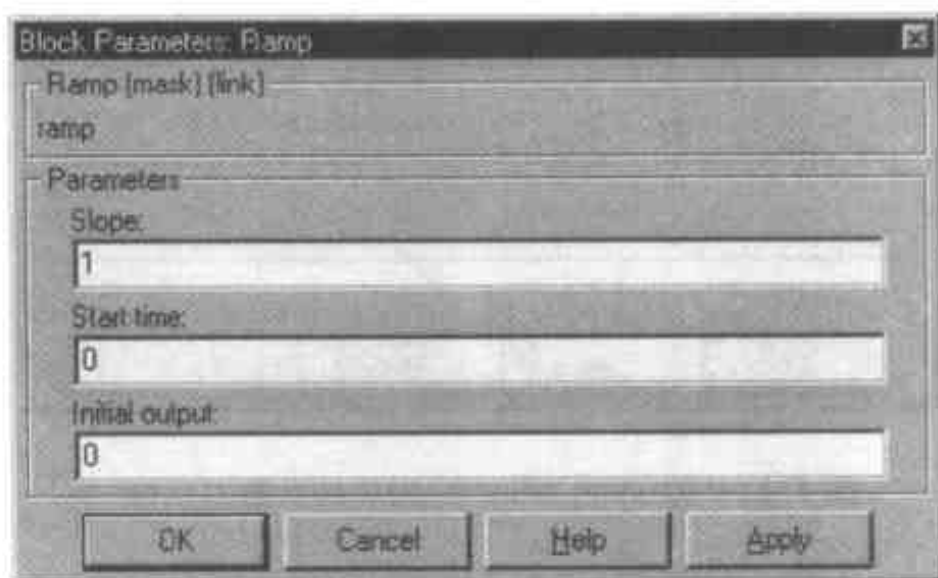 Block Parameters: Ramp
Ramp (mask) (link)
ramp
Parameters
Slope:
1
Start time:
0
Initial output:
0
OK Cancel Help Apply